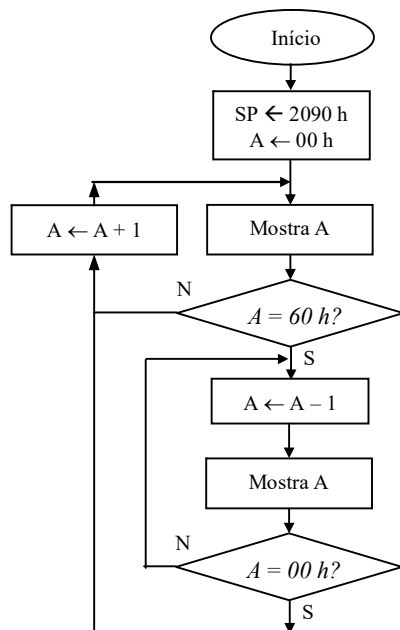 Início
SP ← 2090 h
A ← 00 h
A ← A + 1
Mostra A
N
A = 60 h?
S
A ← A – 1
Mostra A
N
A = 00 h?
S